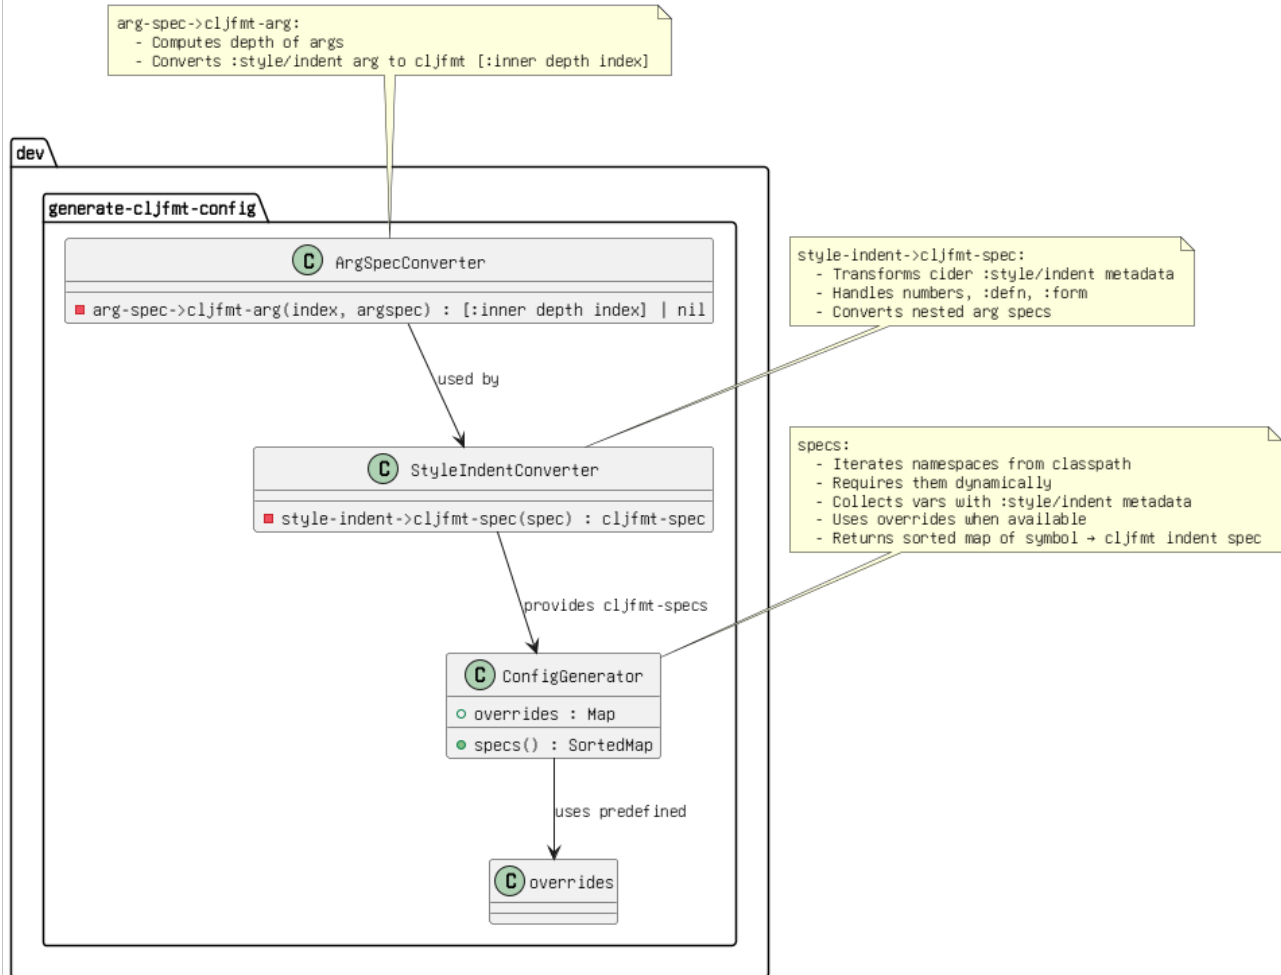 arg-spec->cljfmt-arg:
- Computes depth of args
- Converts :style/indent arg to cljfmt [:inner depth index]
dev
generate-cljfmt-config
C ArgSpecConverter
arg-spec->cljfmt-arg(index, argspec) : [:inner depth index] | nil
style-indent->cljfmt-spec:
- Transforms cider :style/indent metadata
- Handles numbers, :defn, :form
- Converts nested arg specs
used by
C StyleIndentConverter
style-indent->cljfmt-spec(spec) : cljfmt-spec
specs:
- Iterates namespaces from classpath
- Requires them dynamically
- Collects vars with :style/indent metadata
- Uses overrides when available
- Returns sorted map of symbol → cljfmt indent spec
provides cljfmt-specs
C ConfigGenerator
overrides : Map
specs() : SortedMap
uses predefined
C overrides